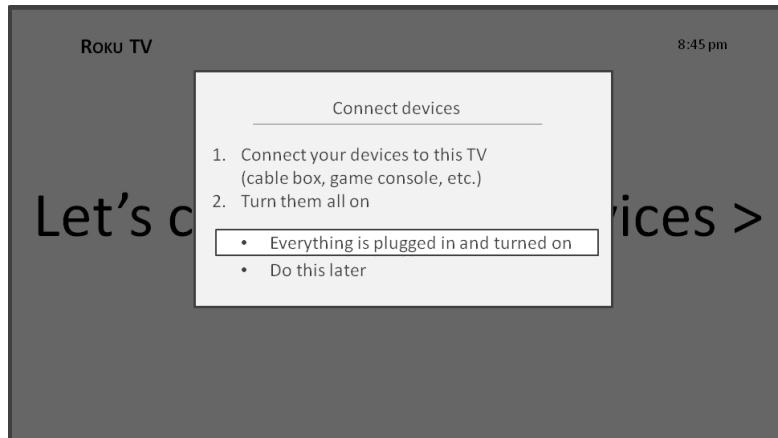 Roku TV
8:45 pm
Connect devices
1. Connect your devices to this TV
(cable box, game console, etc.)
2. Turn them all on
Let's c
ices >
• Everything is plugged in and turned on
• Do this later